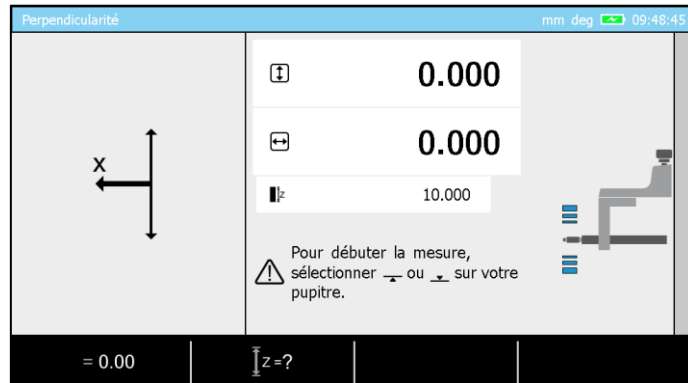 Perpendicularité
mm deg 09:48:45
0.000
X
0.000
z 10.000
Pour débuter la mesure,
sélectionner ou sur votre
pupitre.
= 0.00
Z =?